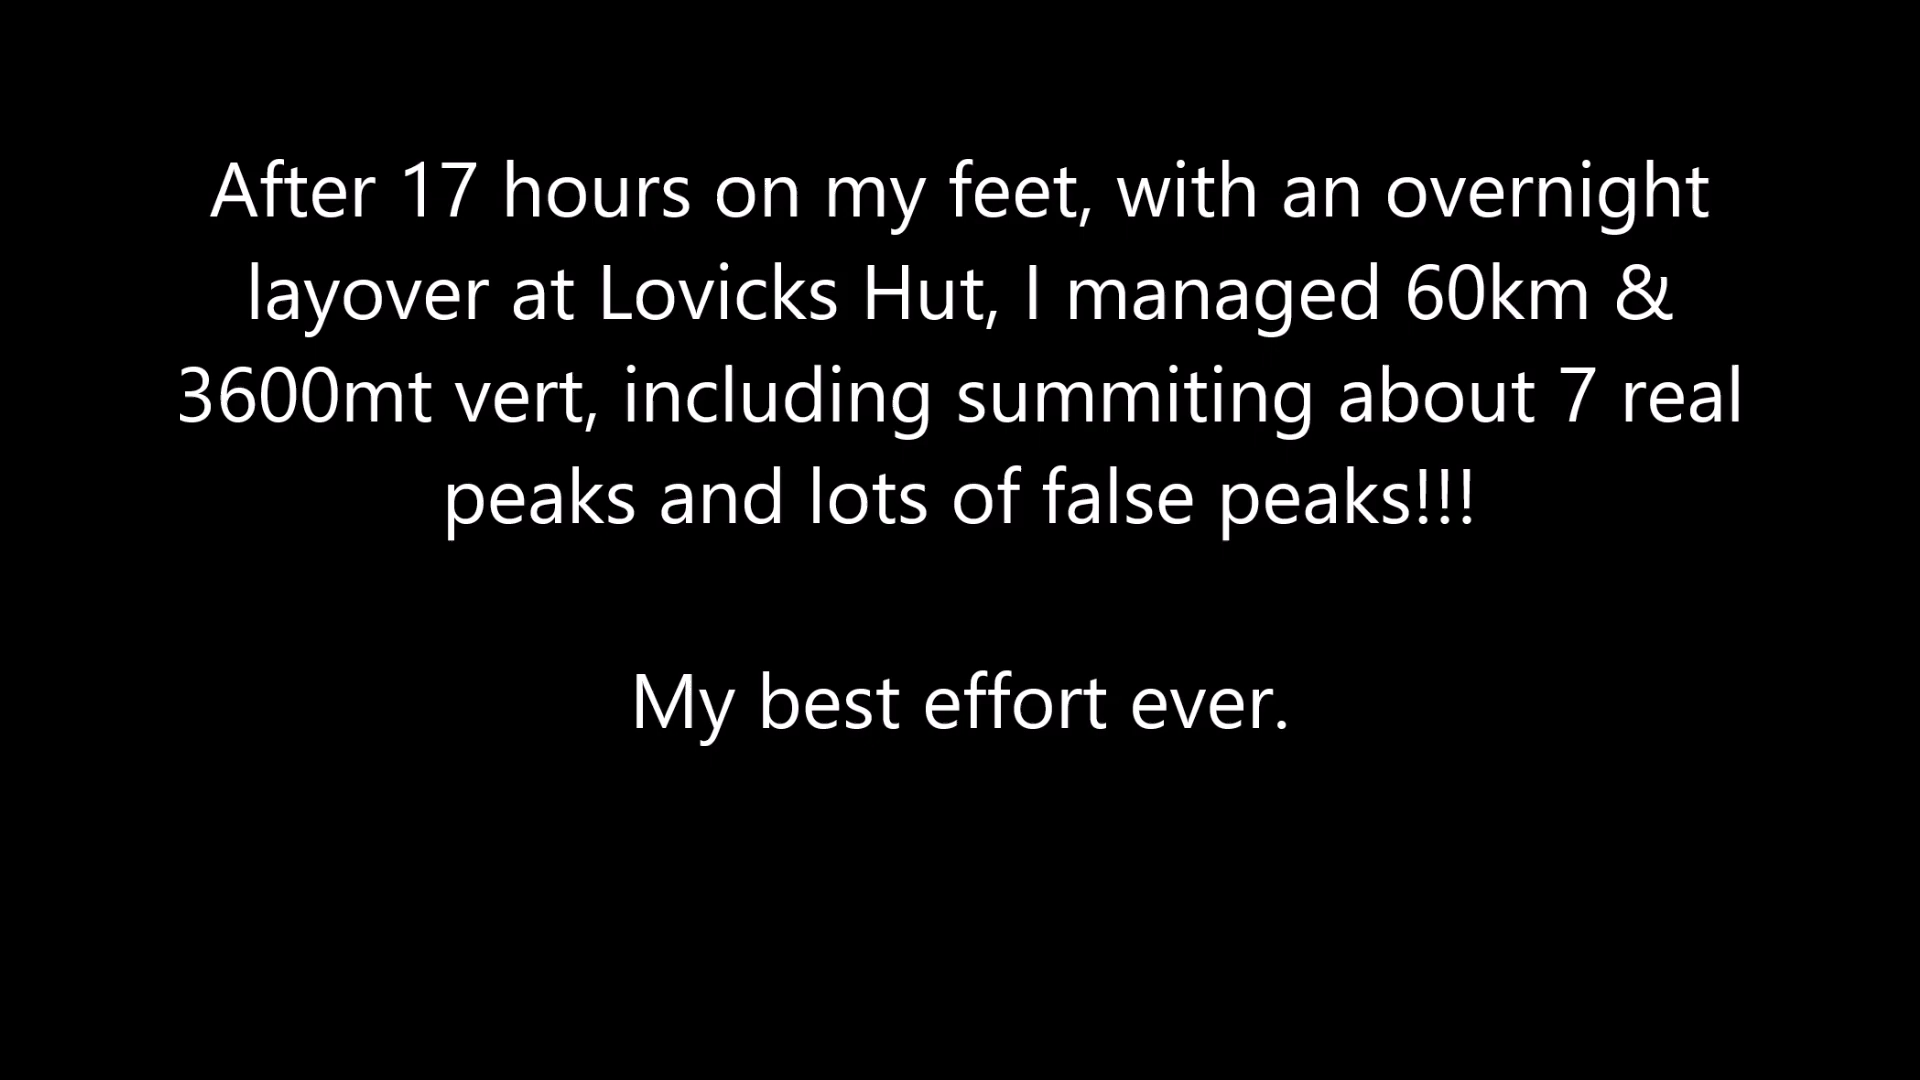 After 17 hours on my feet, with an overnight
layover at Lovicks Hut, I managed 60km &
3600mt vert, including summiting about 7 real
peaks and lots of false peaks!!!
My best effort ever.